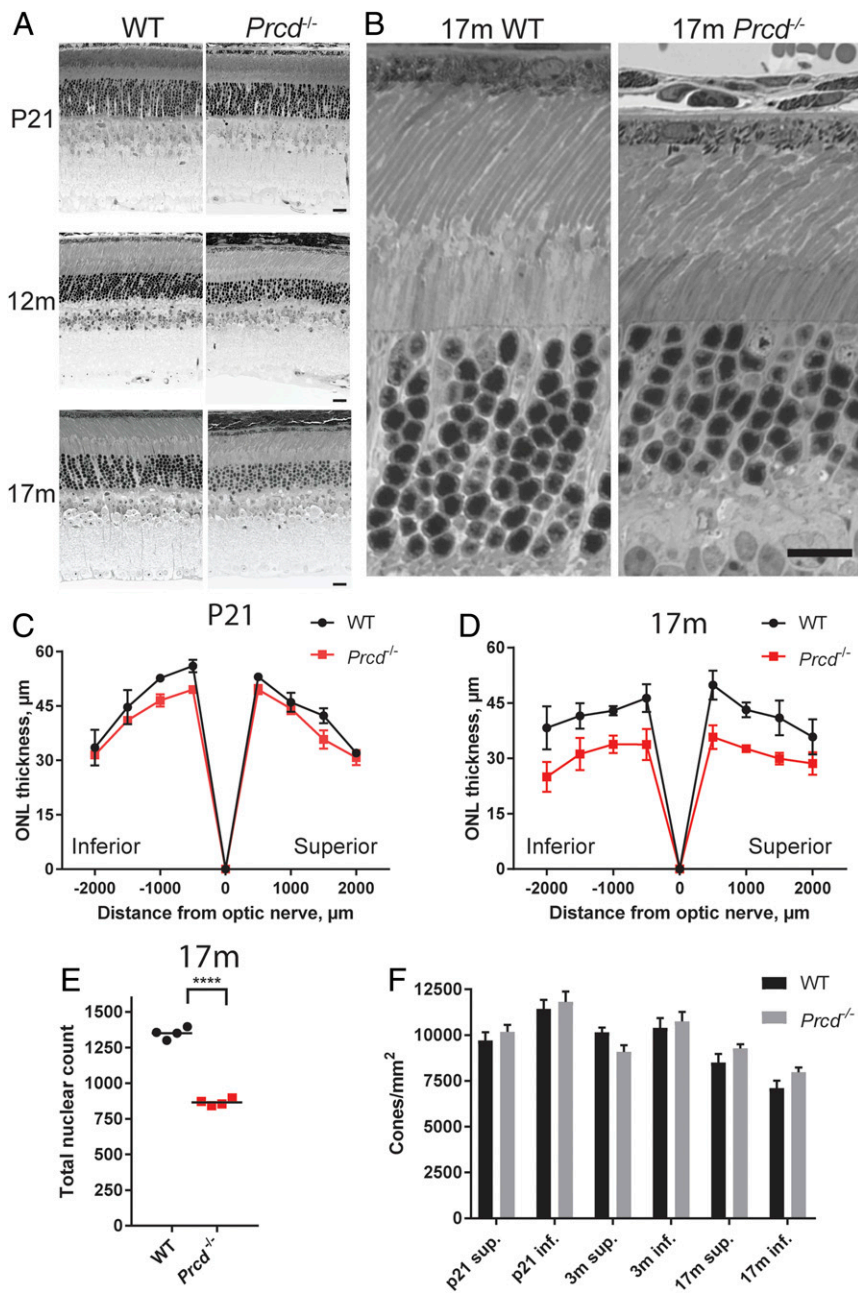 A
WT
Prcd-/-
P21
12m
17m
B
17m WT
17m Prcd-/-
C
P21
WT
Prcd-/-
ONL thickness, µm
60
45
30
15
0
Inferior
Superior
-2000
-1000
0
1000
2000
Distance from optic nerve, µm
D
17m
WT
Prcd-/-
ONL thickness, µm
60
45
30
15
0
Inferior
Superior
-2000
-1000
0
1000
2000
Distance from optic nerve, µm
E
17m
****
Total nuclear count
1500
1250
1000
750
500
250
0
WT
Prcd-/-
F
WT
Prcd-/-
Cones/mm2
12500
10000
7500
5000
2500
0
p21 sup.
p21 inf.
3m sup.
3m inf.
17m sup.
17m inf.